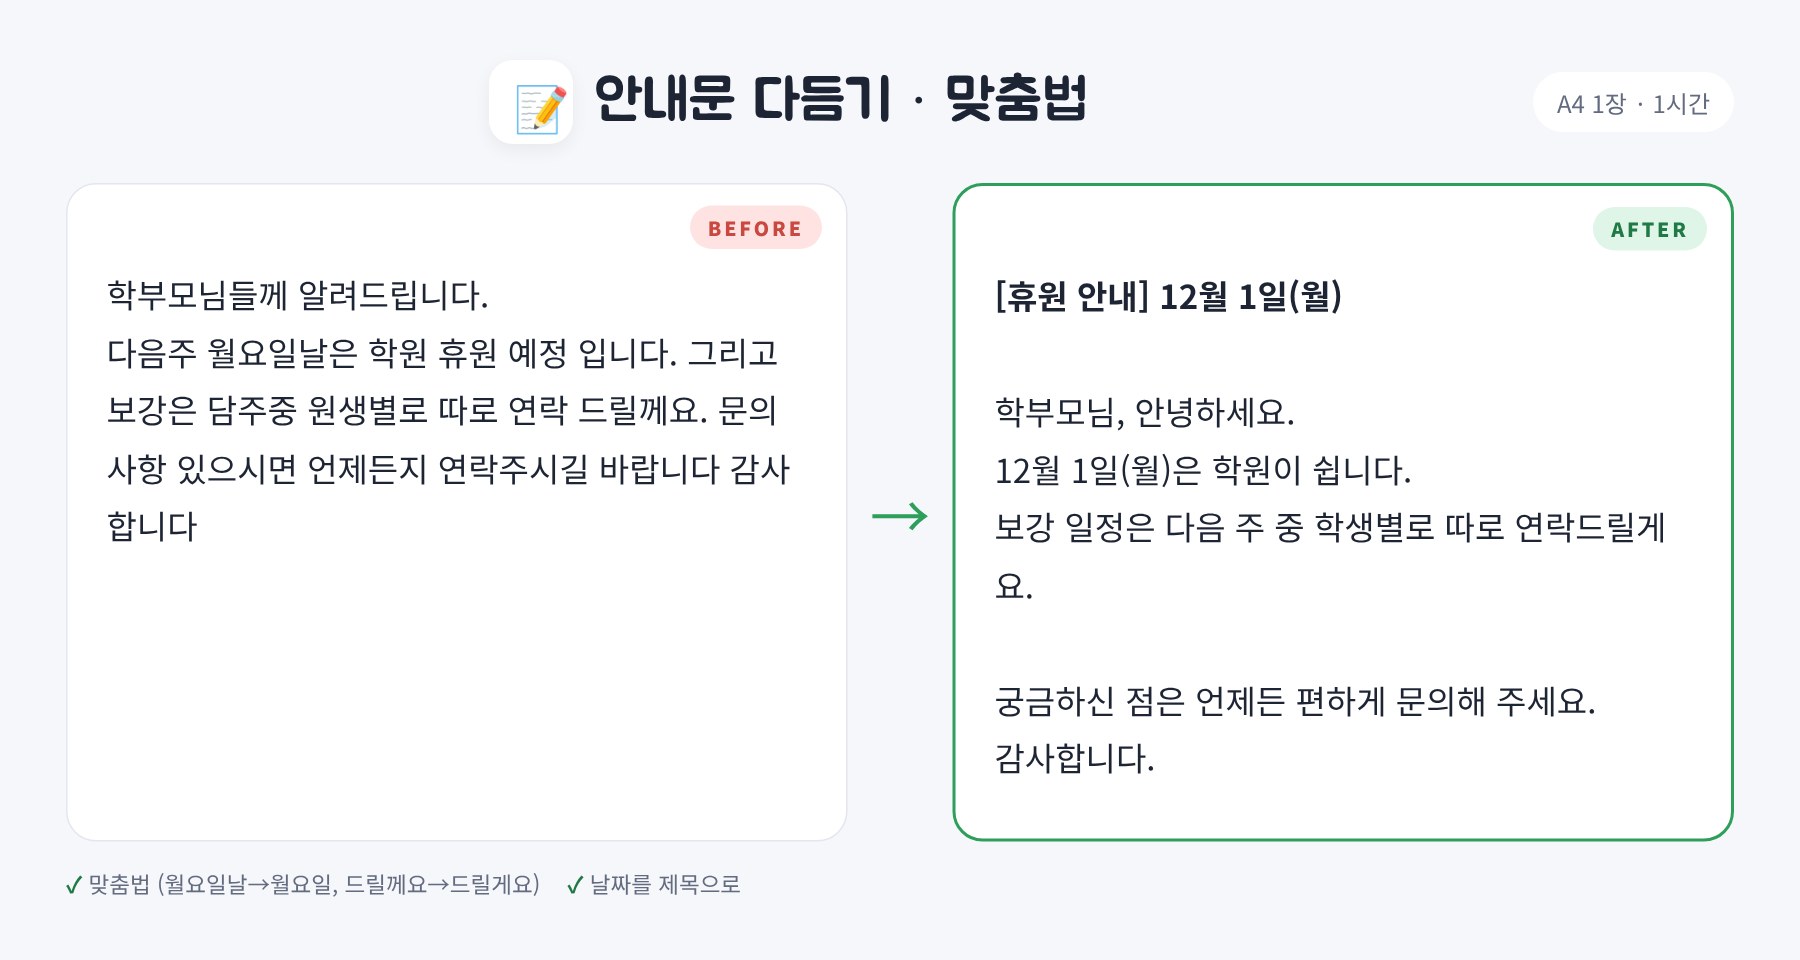 안내문 다듬기 · 맞춤법
A4 1장 · 1시간
BEFORE
학부모님들께 알려드립니다.
다음주 월요일날은 학원 휴원 예정 입니다. 그리고
보강은 담주중 원생별로 따로 연락 드릴께요. 문의
사항 있으시면 언제든지 연락주시길 바랍니다 감사
합니다
→
AFTER
[휴원 안내] 12월 1일(월)
학부모님, 안녕하세요.
12월 1일(월)은 학원이 쉽니다.
보강 일정은 다음 주 중 학생별로 따로 연락드릴게
요.
궁금하신 점은 언제든 편하게 문의해 주세요.
감사합니다.
✓ 맞춤법 (월요일날→월요일, 드릴께요→드릴게요) ✓ 날짜를 제목으로